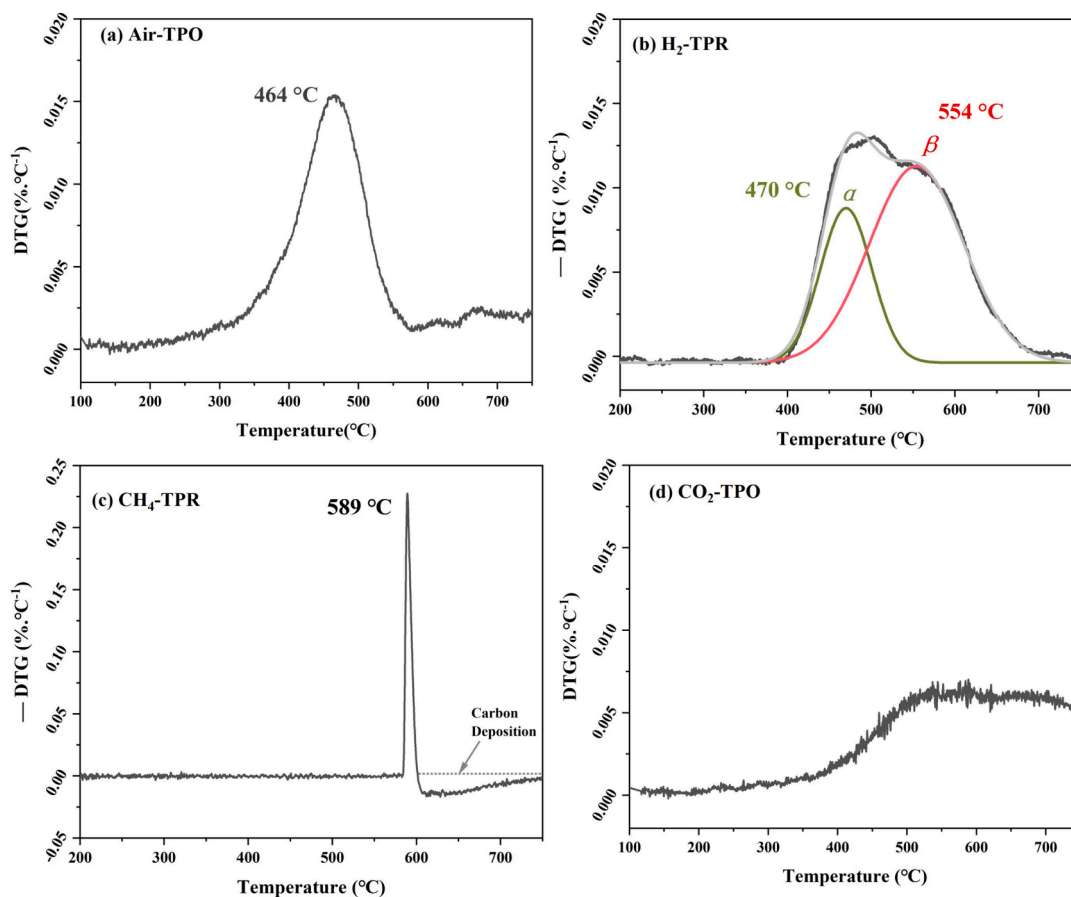 (a) Air-TPO
464 °C
0.020
0.015
0.010
0.005
0.000
DTG(%.°C⁻¹)
100 200 300 400 500 600 700
Temperature(°C)
(b) H₂-TPR
554 °C
β
470 °C
α
0.020
0.015
0.010
0.005
0.000
— DTG ( %.°C⁻¹)
200 300 400 500 600 700
Temperature (°C)
(c) CH₄-TPR
589 °C
Carbon
Deposition
0.25
0.20
0.15
0.10
0.05
0.00
-0.05
— DTG (%.°C⁻¹)
200 300 400 500 600 700
Temperature (°C)
(d) CO₂-TPO
0.020
0.015
0.010
0.005
0.000
DTG(%.°C⁻¹)
100 200 300 400 500 600 700
Temperature (°C)